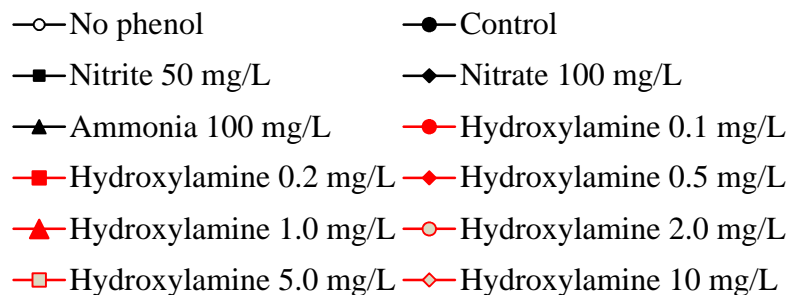 No phenol Control
Nitrite 50 mg/L Nitrate 100 mg/L
Ammonia 100 mg/L Hydroxylamine 0.1 mg/L
Hydroxylamine 0.2 mg/L Hydroxylamine 0.5 mg/L
Hydroxylamine 1.0 mg/L Hydroxylamine 2.0 mg/L
Hydroxylamine 5.0 mg/L Hydroxylamine 10 mg/L